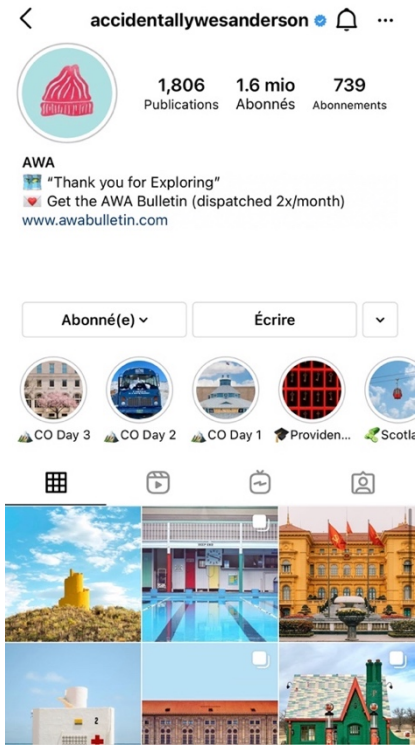 accidentallywesanderson
1,806 1.6 mio 739
Publications Abonnés Abonnements
AWA
"Thank you for Exploring"
Get the AWA Bulletin (dispatched 2x/month)
www.awabulletin.com
Abonné(e) Écrire
CO Day 3 CO Day 2 CO Day 1 Providen... Scotla
2